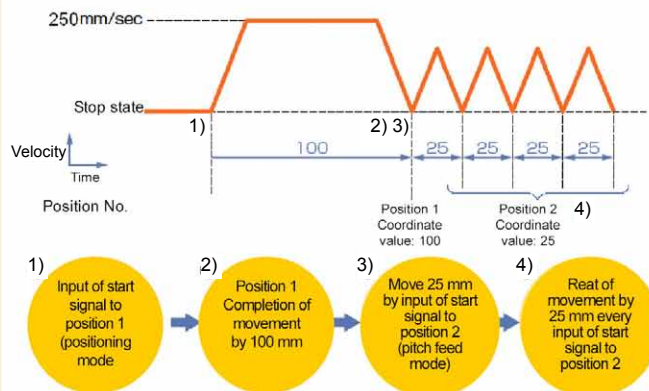 250mm/sec
Stop state
1)
2) 3)
Velocity
Time
100
25
25
25
25
Position No.
Position 1
Coordinate
value: 100
Position 2
Coordinate
value: 25
4)
1)
Input of start
signal to
position 1
(positioning
mode
2)
Position 1
Completion of
movement
by 100 mm
3)
Move 25 mm
by input of start
signal to
position 2
(pitch feed
mode)
4)
Reat of
movement by
25 mm every
input of start
signal to
position 2